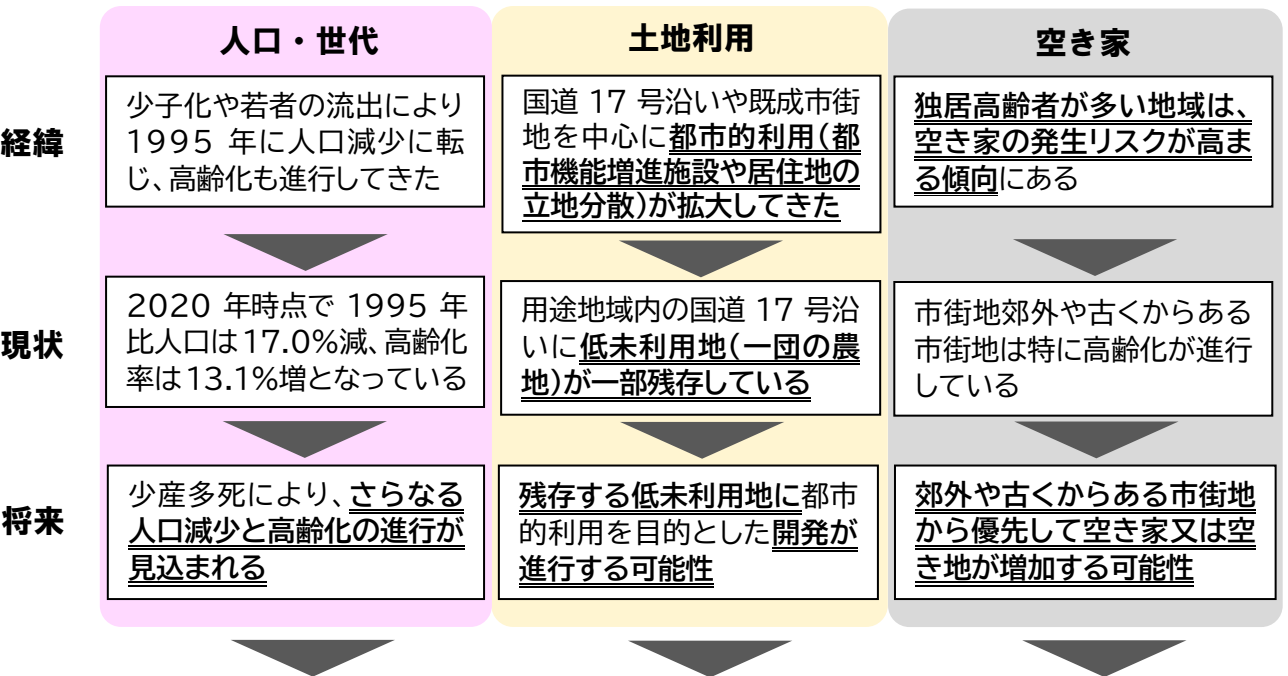 人口・世代
土地利用
空き家
経緯
少子化や若者の流出により
1995 年に人口減少に転
じ、高齢化も進行してきた
国道 17 号沿いや既成市街
地を中心に都市的利用(都
市機能増進施設や居住地の
立地分散)が拡大してきた
独居高齢者が多い地域は、
空き家の発生リスクが高ま
る傾向にある
現状
2020 年時点で 1995 年
比人口は17.0%減、高齢化
率は13.1%増となっている
用途地域内の国道 17 号沿
いに低未利用地(一団の農
地)が一部残存している
市街地郊外や古くからある
市街地は特に高齢化が進行
している
将来
少産多死により、さらなる
人口減少と高齢化の進行が
見込まれる
残存する低未利用地に都市
的利用を目的とした開発が
進行する可能性
郊外や古くからある市街地
から優先して空き家又は空
き地が増加する可能性